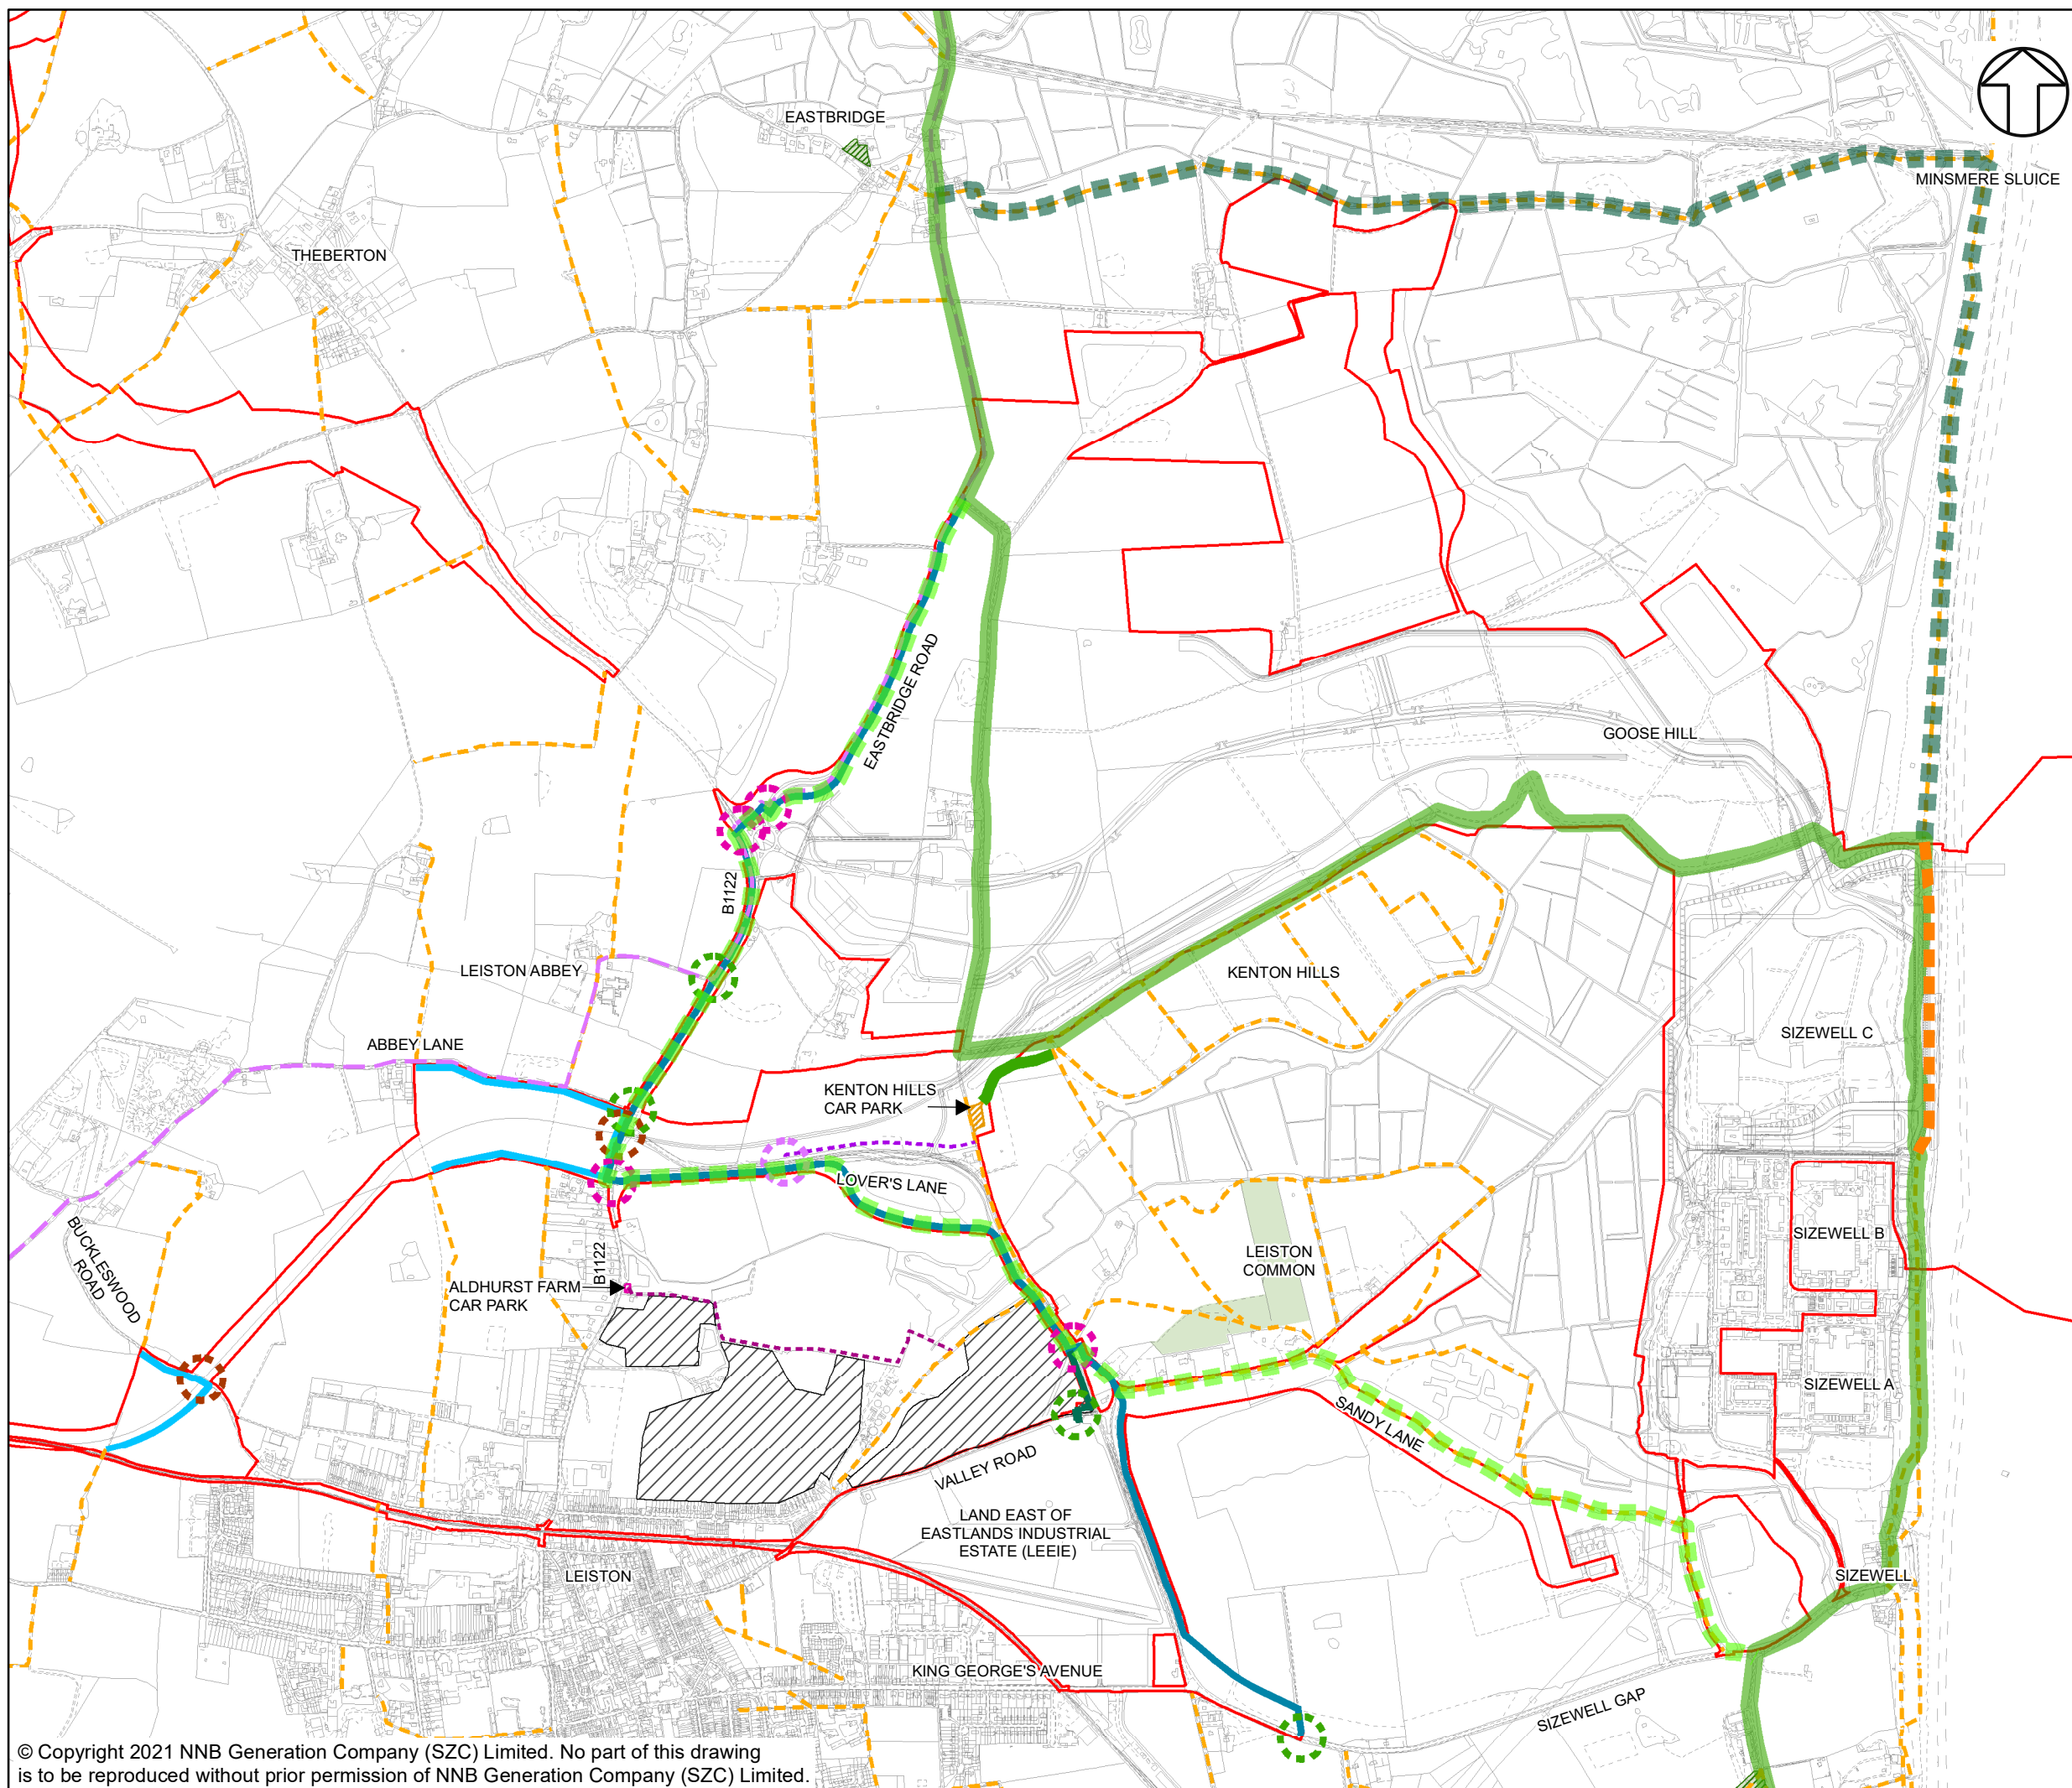 EASTBRIDGE
MINSMERE SLUICE
THEBERTON
EASTBRIDGE ROAD
GOOSE HILL
B1122
LEISTON ABBEY
KENTON HILLS
SIZEWELL C
ABBEY LANE
KENTON HILLS
CAR PARK
LOVER'S LANE
BUCKLESWOOD
ROAD
B1122
SIZEWELL B
LEISTON
COMMON
ALDHURST FARM
CAR PARK
SIZEWELL A
SANDY LANE
VALLEY ROAD
LAND EAST OF
EASTLANDS INDUSTRIAL
ESTATE (LEEIE)
LEISTON
SIZEWELL
KING GEORGE'S AVENUE
SIZEWELL GAP
© Copyright 2021 NNB Generation Company (SZC) Limited. No part of this drawing
is to be reproduced without prior permission of NNB Generation Company (SZC) Limited.